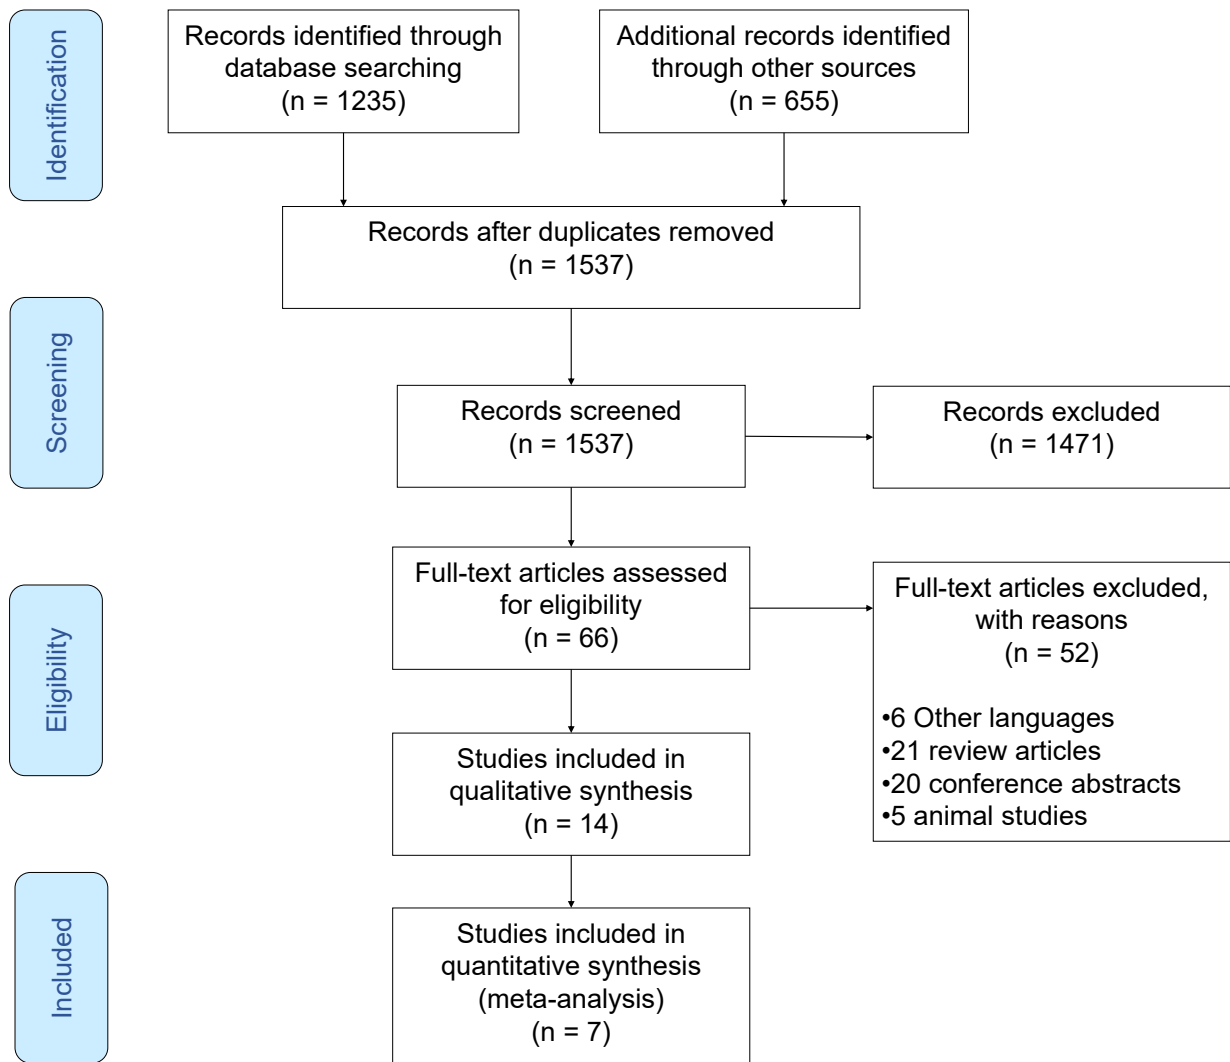 Identification
Records identified through
database searching
(n = 1235)
Additional records identified
through other sources
(n = 655)
Records after duplicates removed
(n = 1537)
Screening
Records screened
(n = 1537)
Records excluded
(n = 1471)
Eligibility
Full-text articles assessed
for eligibility
(n = 66)
Full-text articles excluded,
with reasons
(n = 52)
•6 Other languages
•21 review articles
•20 conference abstracts
•5 animal studies
Studies included in
qualitative synthesis
(n = 14)
Included
Studies included in
quantitative synthesis
(meta-analysis)
(n = 7)